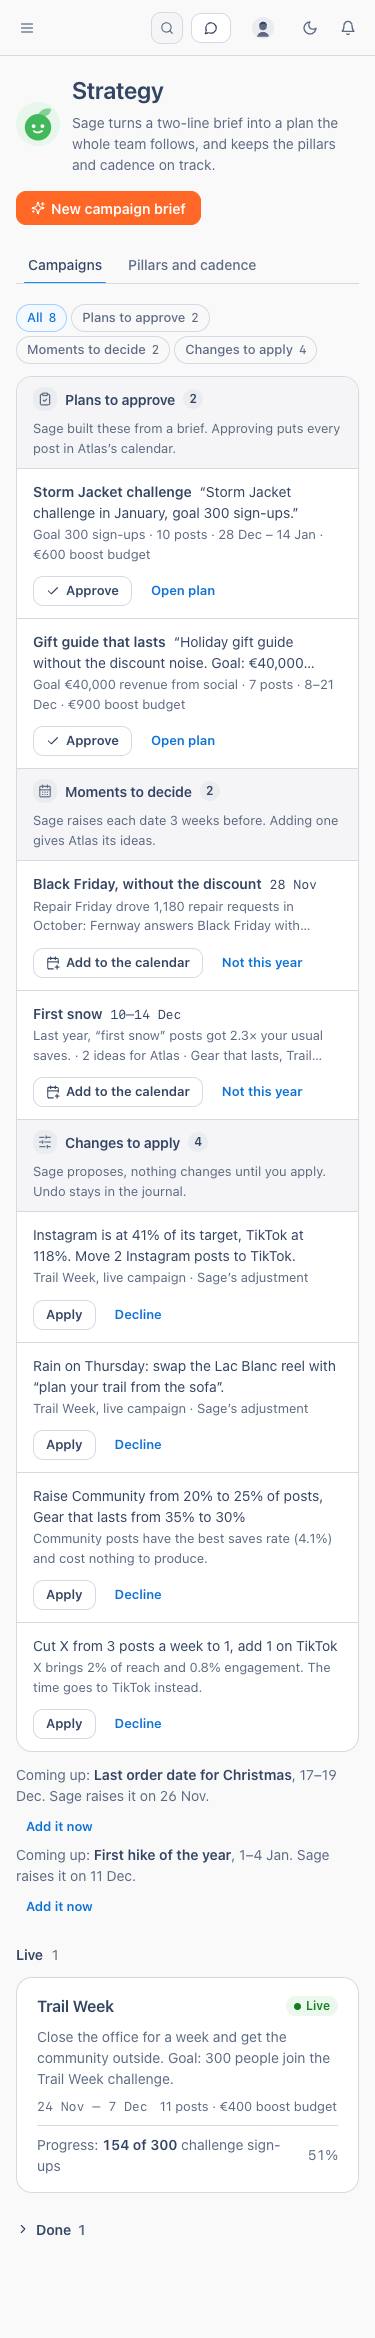 Strategy
Sage turns a two-line brief into a plan the
whole team follows, and keeps the pillars
and cadence on track.
New campaign brief
Campaigns Pillars and cadence
All 8 Plans to approve 2
Moments to decide 2 Changes to apply 4
Plans to approve 2
Sage built these from a brief. Approving puts every
post in Atlas's calendar.
Storm Jacket challenge “Storm Jacket
challenge in January, goal 300 sign-ups.”
Goal 300 sign-ups · 10 posts · 28 Dec – 14 Jan ·
€600 boost budget
Approve Open plan
Gift guide that lasts “Holiday gift guide
without the discount noise. Goal: €40,000…
Goal €40,000 revenue from social · 7 posts · 8–21
Dec · €900 boost budget
Approve Open plan
Moments to decide 2
Sage raises each date 3 weeks before. Adding one
gives Atlas its ideas.
Black Friday, without the discount 28 Nov
Repair Friday drove 1,180 repair requests in
October: Fernway answers Black Friday with…
Add to the calendar Not this year
First snow 10–14 Dec
Last year, “first snow” posts got 2.3× your usual
saves. · 2 ideas for Atlas · Gear that lasts, Trail…
Add to the calendar Not this year
Changes to apply 4
Sage proposes, nothing changes until you apply.
Undo stays in the journal.
Instagram is at 41% of its target, TikTok at
118%. Move 2 Instagram posts to TikTok.
Trail Week, live campaign · Sage's adjustment
Apply Decline
Rain on Thursday: swap the Lac Blanc reel with
“plan your trail from the sofa”.
Trail Week, live campaign · Sage's adjustment
Apply Decline
Raise Community from 20% to 25% of posts,
Gear that lasts from 35% to 30%
Community posts have the best saves rate (4.1%)
and cost nothing to produce.
Apply Decline
Cut X from 3 posts a week to 1, add 1 on TikTok
X brings 2% of reach and 0.8% engagement. The
time goes to TikTok instead.
Apply Decline
Coming up: Last order date for Christmas, 17–19
Dec. Sage raises it on 26 Nov.
Add it now
Coming up: First hike of the year, 1–4 Jan. Sage
raises it on 11 Dec.
Add it now
Live 1
Trail Week Live
Close the office for a week and get the
community outside. Goal: 300 people join the
Trail Week challenge.
24 Nov – 7 Dec 11 posts · €400 boost budget
Progress: 154 of 300 challenge sign-
ups 51%
Done 1